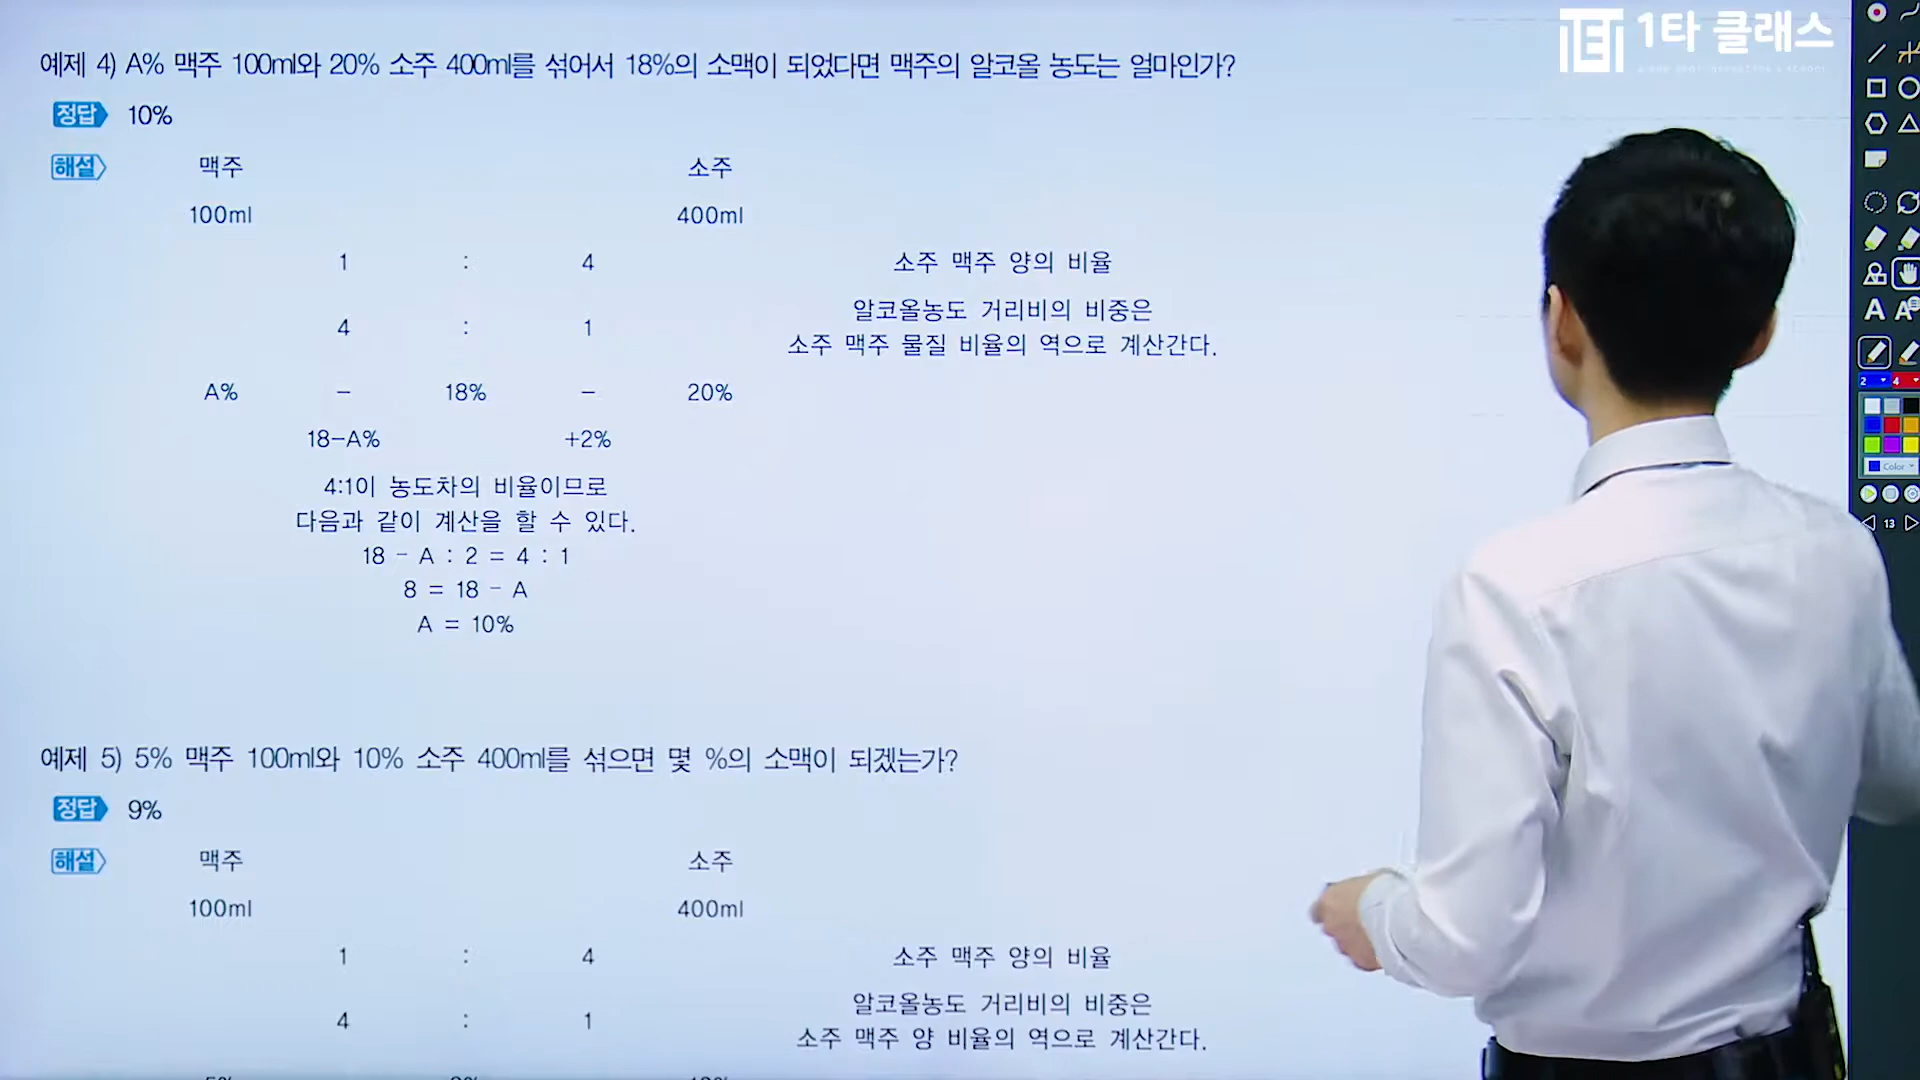 1타 클래스
예제 4) A% 맥주 100ml와 20% 소주 400ml를 섞어서 18%의 소맥이 되었다면 맥주의 알코올 농도는 얼마인가?
정답 10%
해설 맥주 소주
100ml 400ml
1 : 4 소주 맥주 양의 비율
4 : 1 알코올농도 거리비의 비중은
소주 맥주 물질 비율의 역으로 계산간다.
A% - 18% - 20%
18-A% +2%
4:1이 농도차의 비율이므로
다음과 같이 계산을 할 수 있다.
18 - A : 2 = 4 : 1
8 = 18 - A
A = 10%
예제 5) 5% 맥주 100ml와 10% 소주 400ml를 섞으면 몇 %의 소맥이 되겠는가?
정답 9%
해설 맥주 소주
100ml 400ml
1 : 4 소주 맥주 양의 비율
4 : 1 알코올농도 거리비의 비중은
소주 맥주 양 비율의 역으로 계산간다.
A A
2 4
Color
13